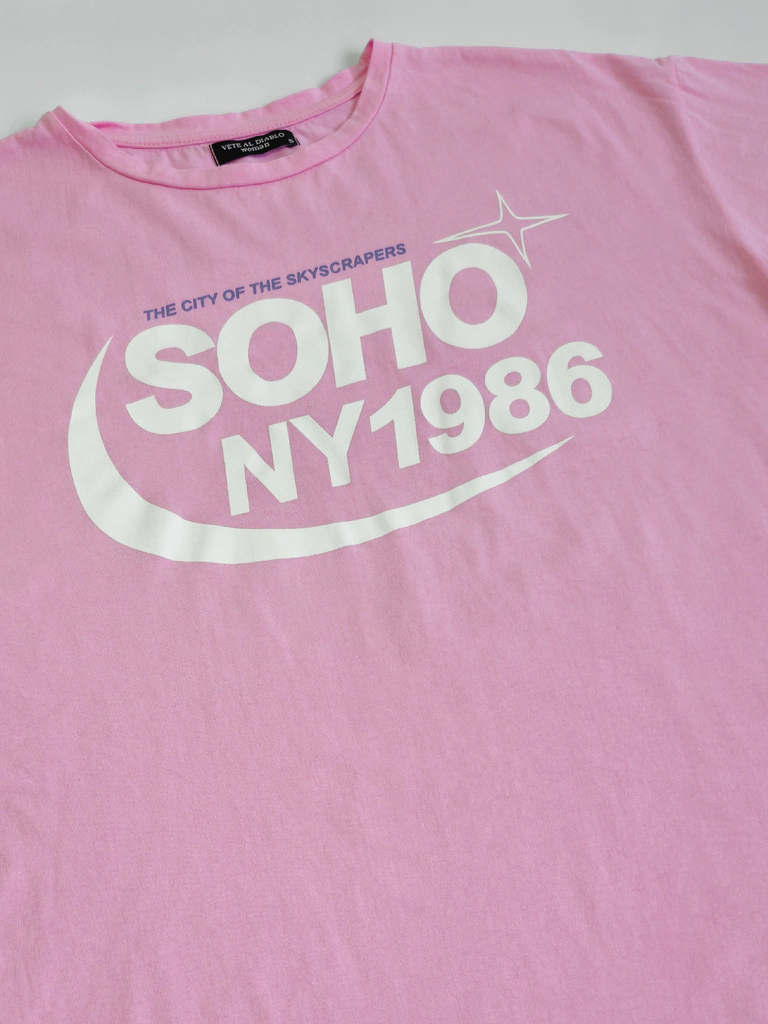 VETE AL DIABLO
woman
S
THE CITY OF THE SKYSCRAPERS
SOHO
NY1986